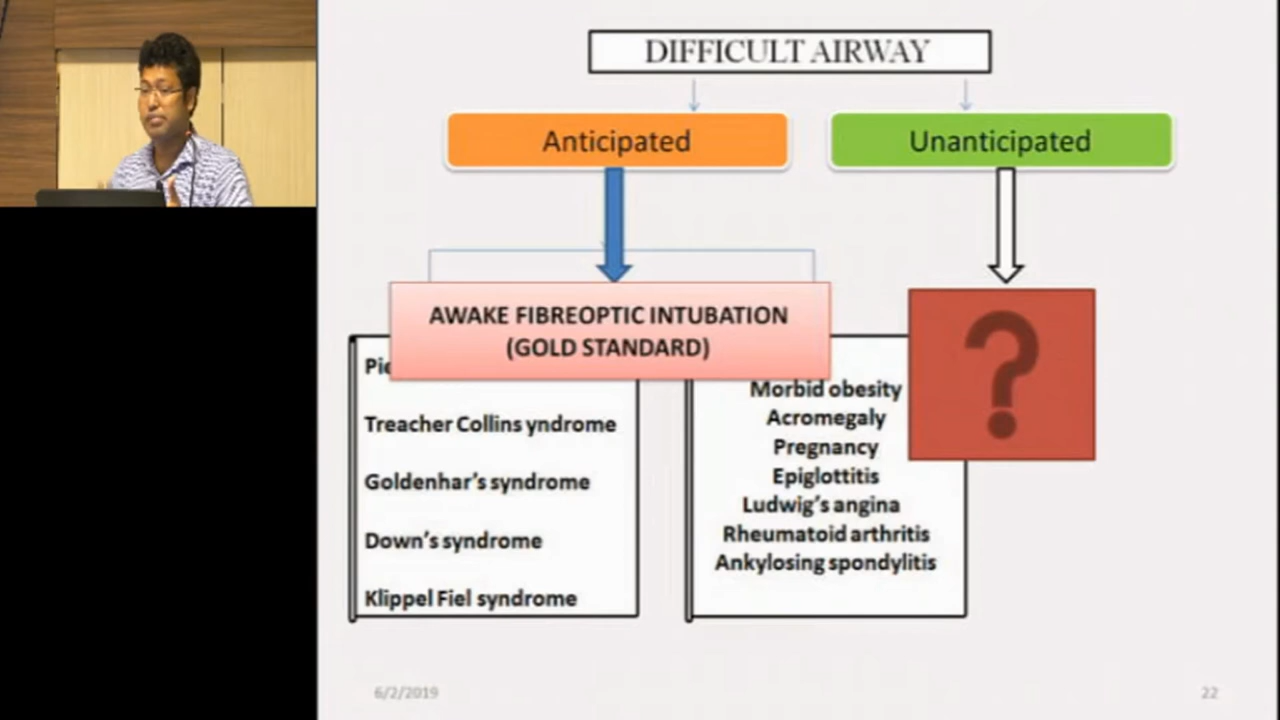 DIFFICULT AIRWAY
Anticipated
Unanticipated
AWAKE FIBREOPTIC INTUBATION
(GOLD STANDARD)
?
Treacher Collins yndrome
Goldenhar's syndrome
Down's syndrome
Klippel Fiel syndrome
Morbid obesity
Acromegaly
Pregnancy
Epiglottitis
Ludwig's angina
Rheumatoid arthritis
Ankylosing spondylitis
6/2/2019
22